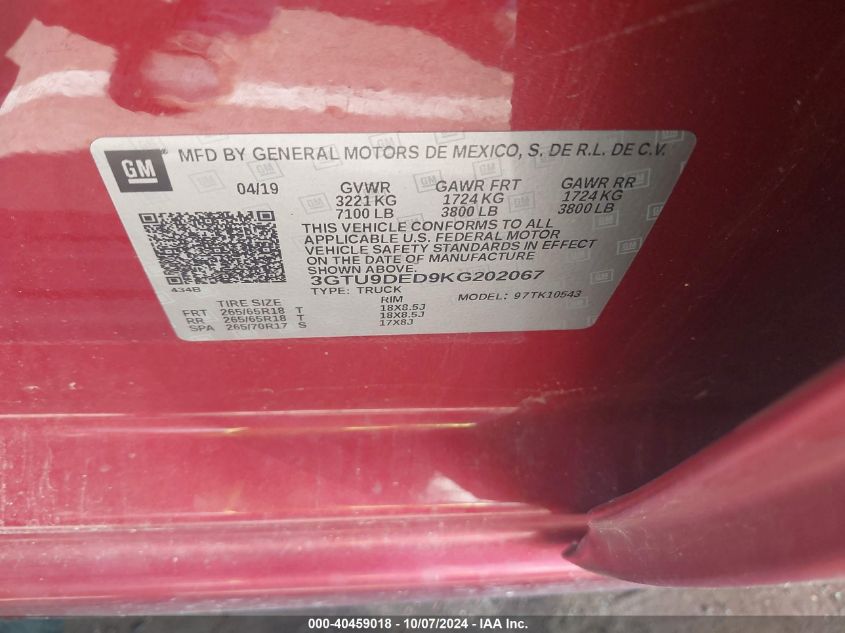 GM MFD BY GENERAL MOTORS DE MEXICO, S. DE R.L. DE C.V.
04/19 GVWR GAWR FRT GAWR RR
3221 KG 1724 KG 1724 KG
7100 LB 3800 LB 3800 LB
THIS VEHICLE CONFORMS TO ALL
APPLICABLE U.S. FEDERAL MOTOR
VEHICLE SAFETY STANDARDS IN EFFECT
ON THE DATE OF MANUFACTURE
SHOWN ABOVE.
434B 3GTU9DED9KG202067
TYPE: TRUCK MODEL: 97TK10543
TIRE SIZE RIM
FRT 265/65R18 T 18X8.5J
RR 265/65R18 T 18X8.5J
SPA 265/70R17 S 17X8J
000-40459018 - 10/07/2024 - IAA Inc.